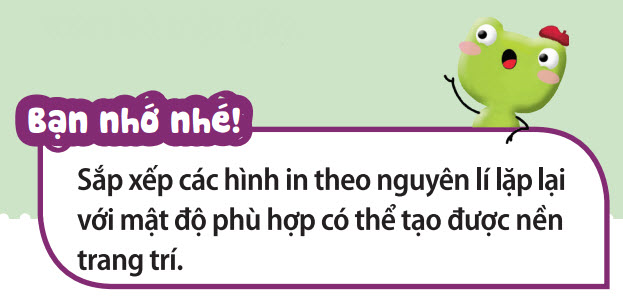 Bạn nhớ nhé!
Sắp xếp các hình in theo nguyên lí lặp lại
với mật độ phù hợp có thể tạo được nền
trang trí.